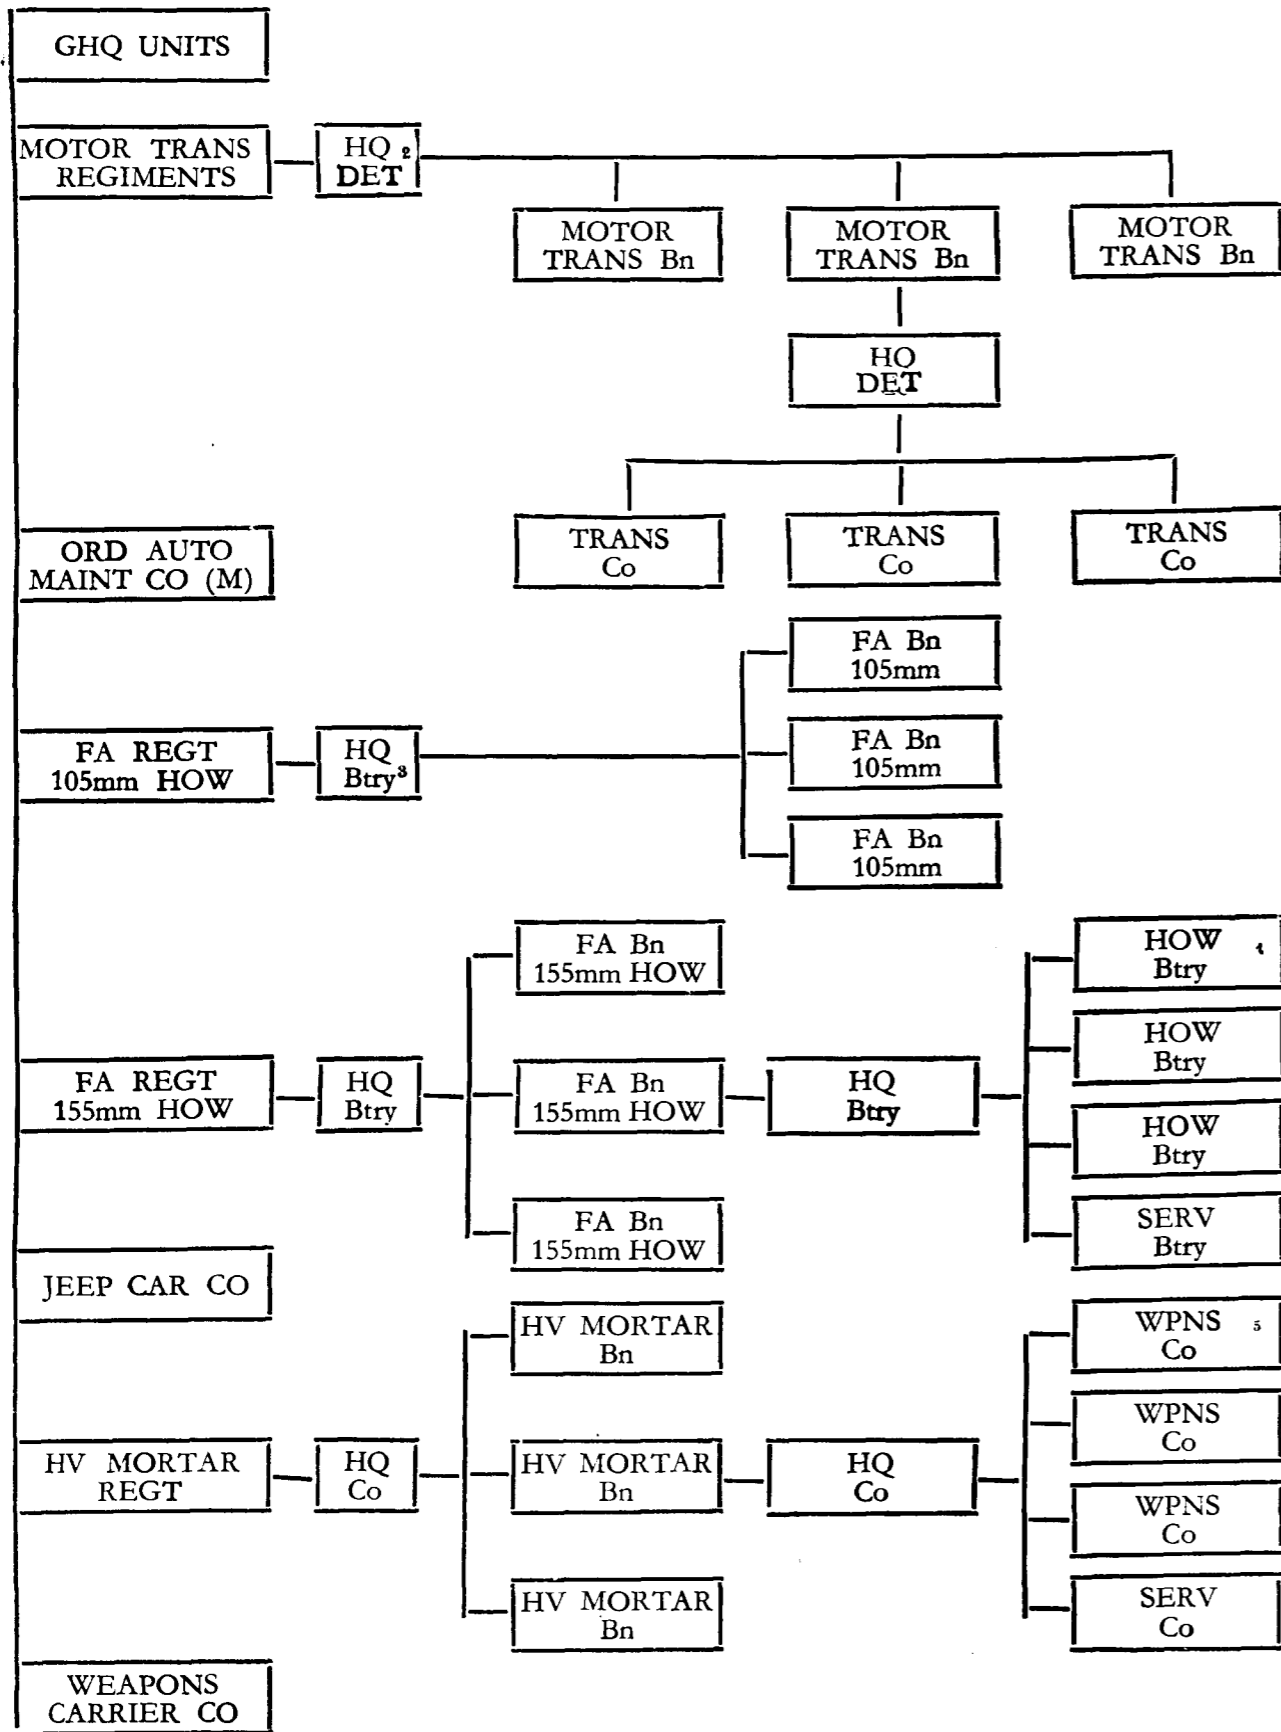 GHQ UNITS
MOTOR TRANS
REGIMENTS
HQ 2
DET
MOTOR
TRANS Bn
MOTOR
TRANS Bn
MOTOR
TRANS Bn
HQ
DET
TRANS
Co
TRANS
Co
TRANS
Co
ORD AUTO
MAINT CO (M)
FA Bn
105mm
FA REGT
105mm HOW
HQ
Btry3
FA Bn
105mm
FA Bn
105mm
FA Bn
155mm HOW
HOW 4
Btry
HOW
Btry
FA REGT
155mm HOW
HQ
Btry
FA Bn
155mm HOW
HQ
Btry
HOW
Btry
FA Bn
155mm HOW
SERV
Btry
JEEP CAR CO
HV MORTAR
Bn
WPNS 5
Co
WPNS
Co
HV MORTAR
REGT
HQ
Co
HV MORTAR
Bn
HQ
Co
WPNS
Co
HV MORTAR
Bn
SERV
Co
WEAPONS
CARRIER CO